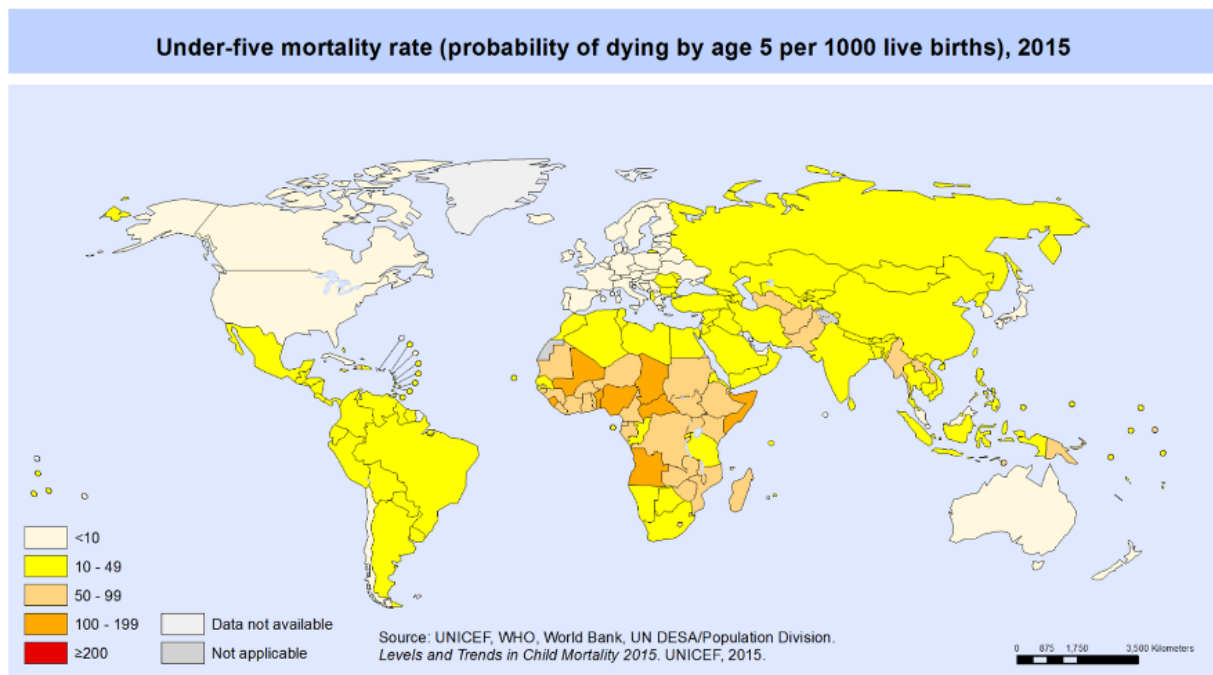 Under-five mortality rate (probability of dying by age 5 per 1000 live births), 2015
<10
10 - 49
50 - 99
100 - 199
≥200
Data not available
Not applicable
Source: UNICEF, WHO, World Bank, UN DESA/Population Division.
Levels and Trends in Child Mortality 2015. UNICEF, 2015.
0 875 1,750 3,500 Kilometers